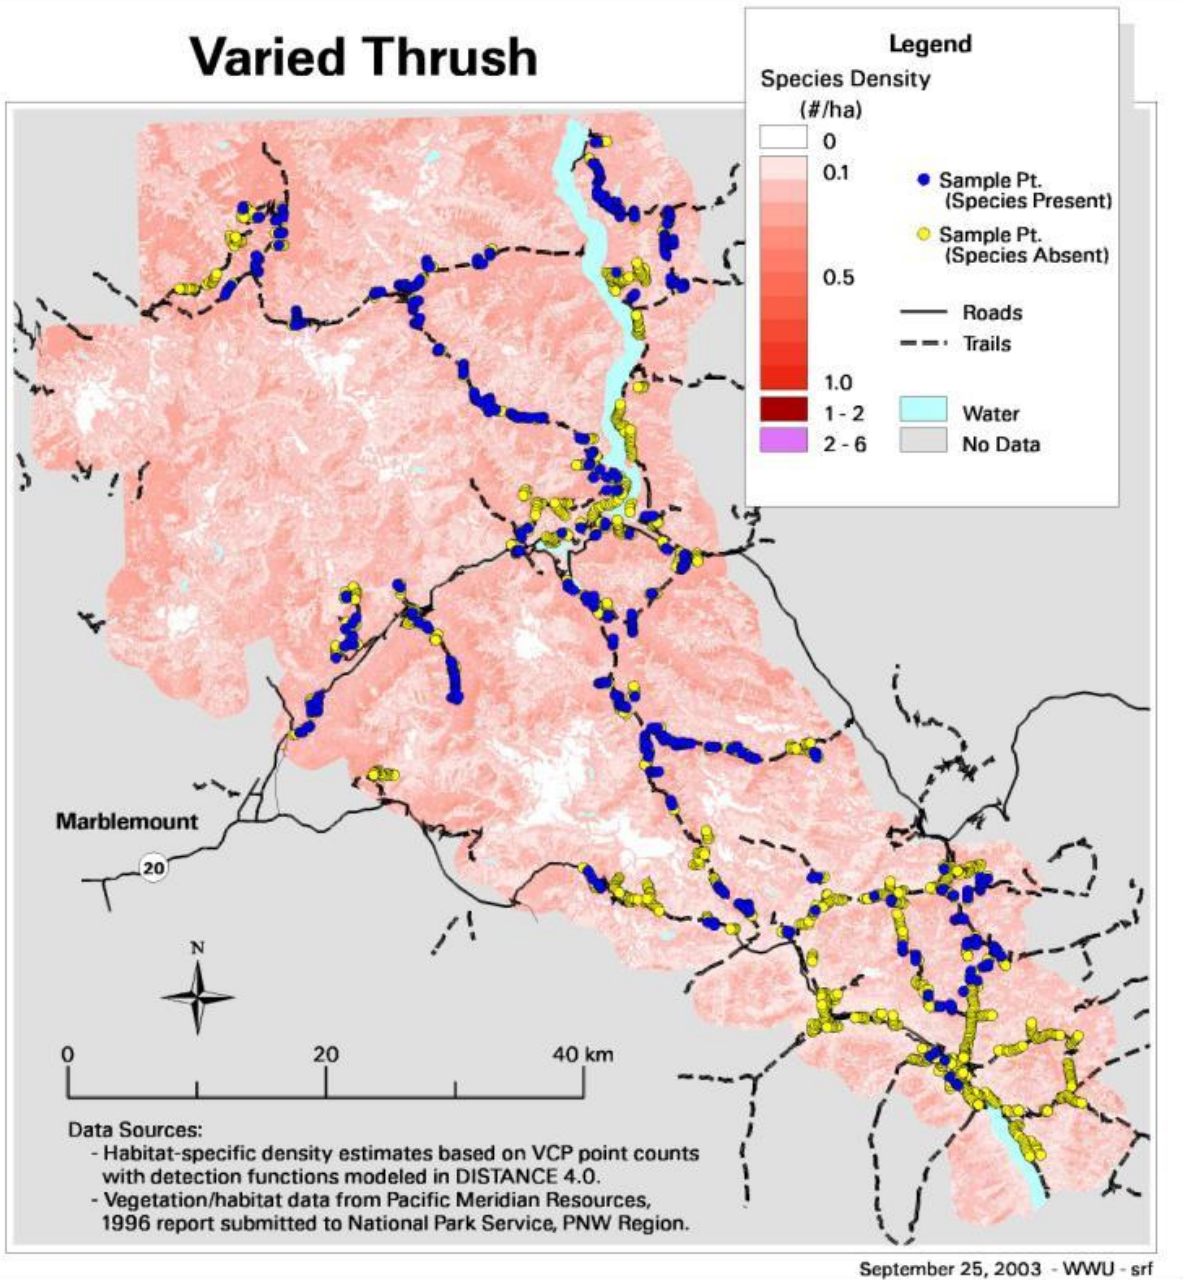 Varied Thrush
Legend
Species Density
(#/ha)
0
0.1
0.5
1.0
1 - 2
2 - 6
Sample Pt.
(Species Present)
Sample Pt.
(Species Absent)
Roads
Trails
Water
No Data
Marblemount
20
N
0 20 40 km
Data Sources:
- Habitat-specific density estimates based on VCP point counts
with detection functions modeled in DISTANCE 4.0.
- Vegetation/habitat data from Pacific Meridian Resources,
1996 report submitted to National Park Service, PNW Region.
September 25, 2003 - WWU - srf